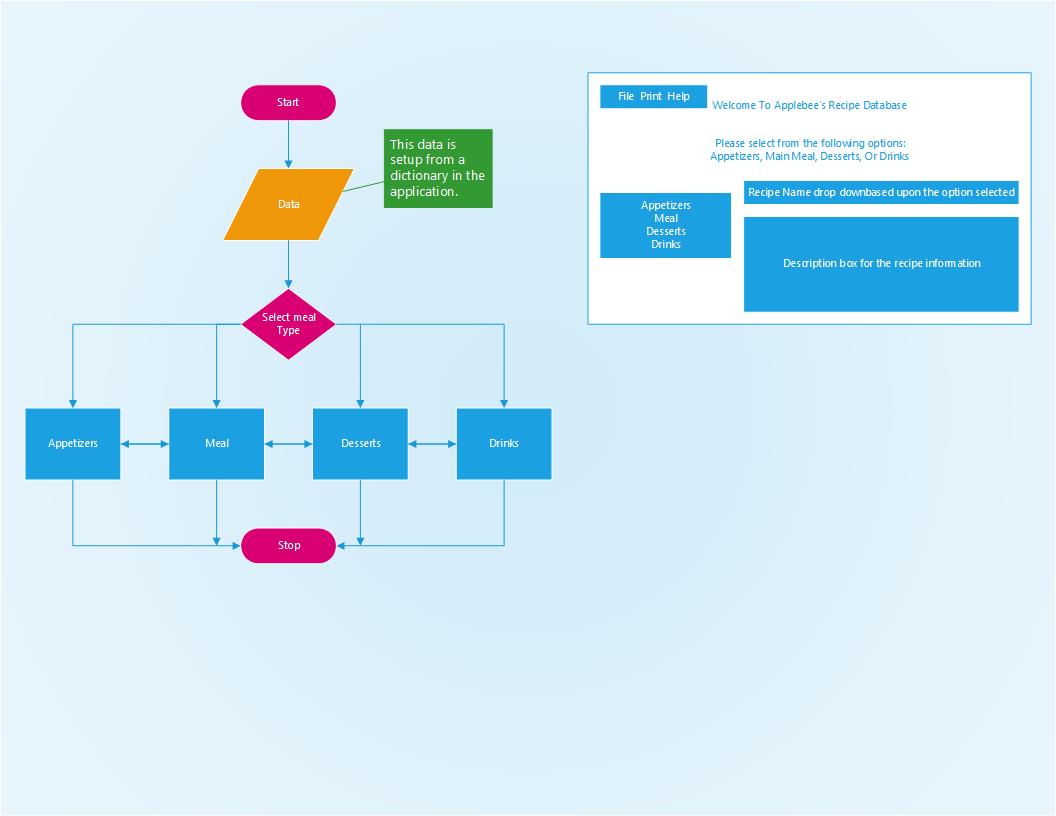 Start
This data is
setup from a
dictionary in the
application.
Data
Select meal
Type
Appetizers
Meal
Desserts
Drinks
Stop
File Print Help
Welcome To Applebee's Recipe Database
Please select from the following options:
Appetizers, Main Meal, Desserts, Or Drinks
Recipe Name drop downbased upon the option selected
Appetizers
Meal
Desserts
Drinks
Description box for the recipe information